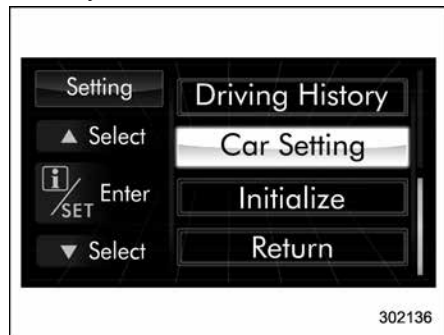 Setting
▲ Select
i/SET Enter
▼ Select
Driving History
Car Setting
Initialize
Return
302136